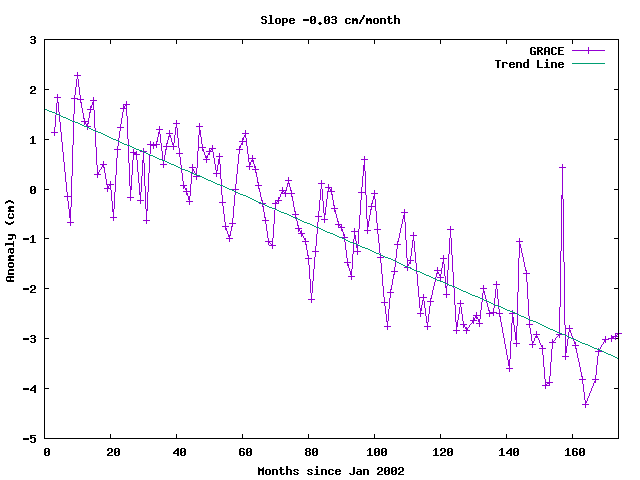 Slope -0.03 cm/month
GRACE
Trend Line
3
2
1
0
-1
-2
-3
-4
-5
Anomaly (cm)
0 20 40 60 80 100 120 140 160
Months since Jan 2002